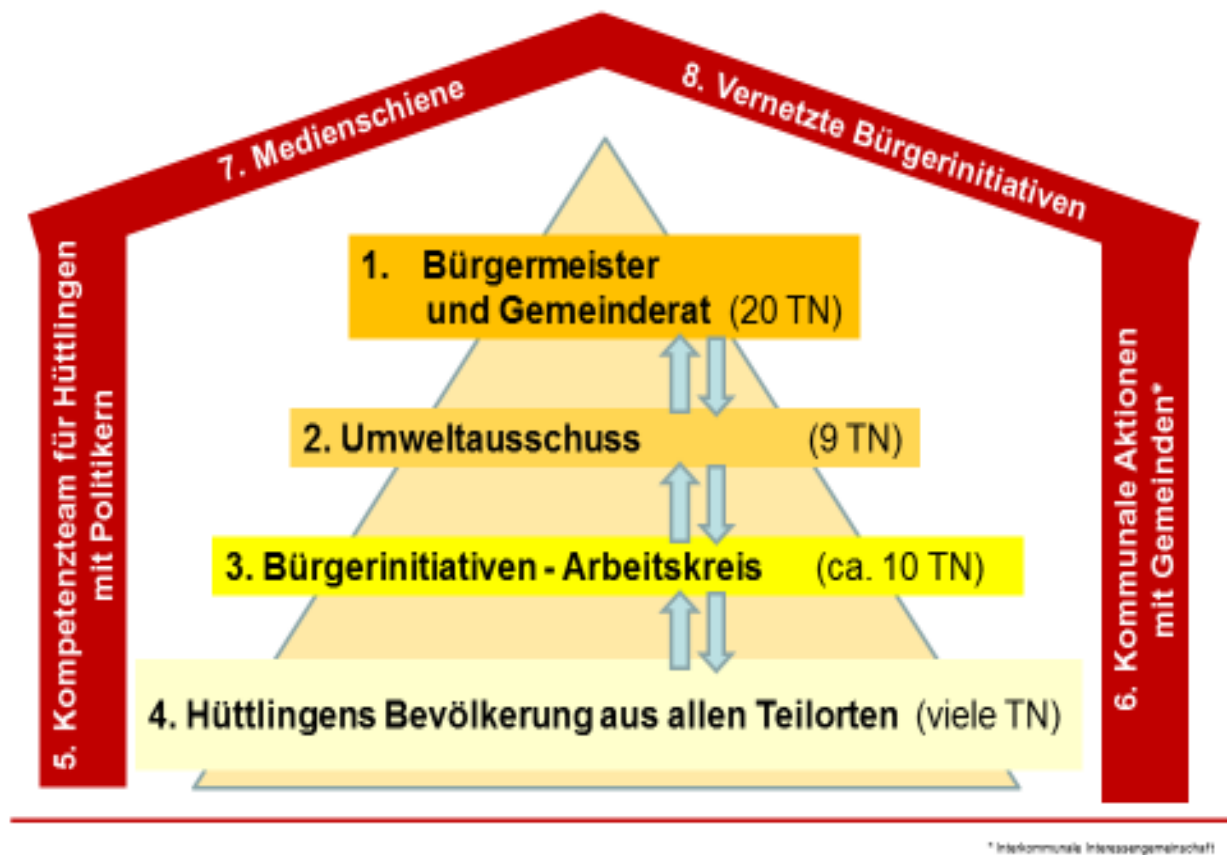 7. Medienschiene
8. Vernetzte Bürgerinitiativen
1. Bürgermeister
und Gemeinderat (20 TN)
2. Umweltausschuss (9 TN)
3. Bürgerinitiativen - Arbeitskreis (ca. 10 TN)
4. Hüttlingens Bevölkerung aus allen Teilorten (viele TN)
5. Kompetenzteam für Hüttlingen
mit Politikern
6. Kommunale Aktionen
mit Gemeinden*
* Interkommunale Interessengemeinschaft